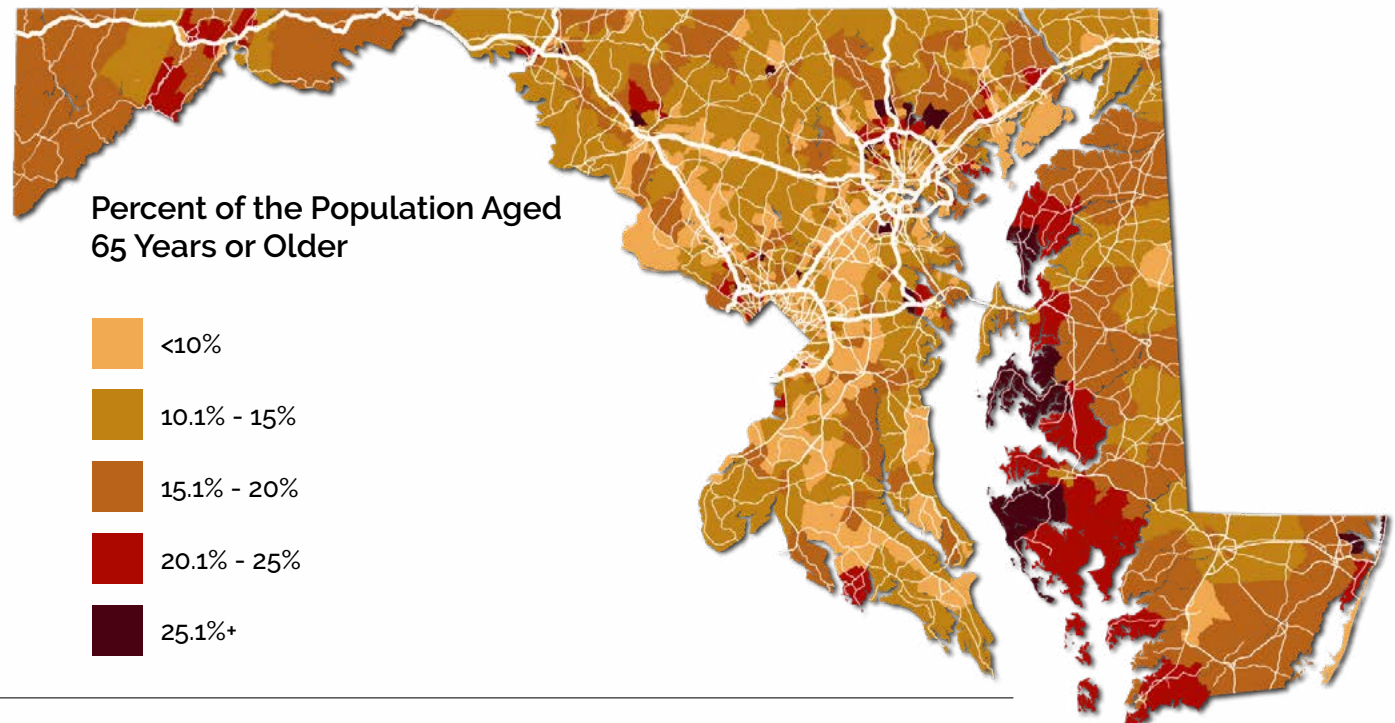 Percent of the Population Aged
65 Years or Older
<10%
10.1% - 15%
15.1% - 20%
20.1% - 25%
25.1%+